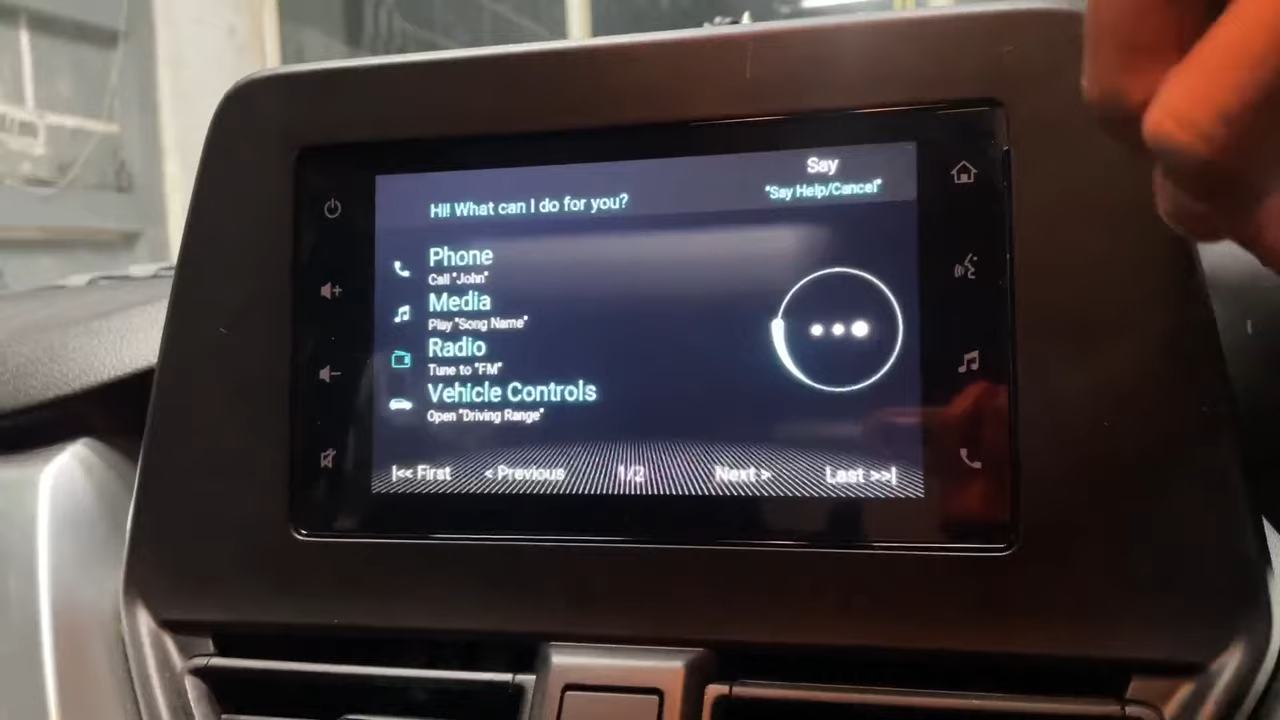 Say
Hi! What can I do for you?
"Say Help/Cancel"
Phone
Call "John"
Media
Play "Song Name"
Radio
Tune to "FM"
Vehicle Controls
Open "Driving Range"
|<< First < Previous 1/2 Next > Last >>|